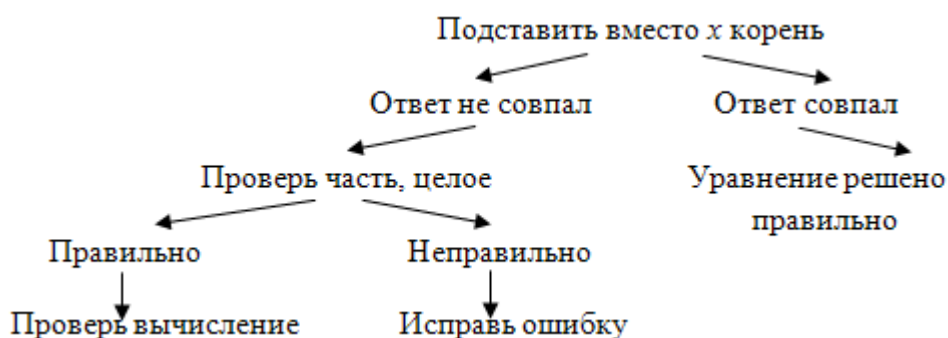 Подставить вместо x корень
Ответ не совпал
Ответ совпал
Проверь часть, целое
Уравнение решено
правильно
Правильно
Неправильно
Проверь вычисление
Исправь ошибку